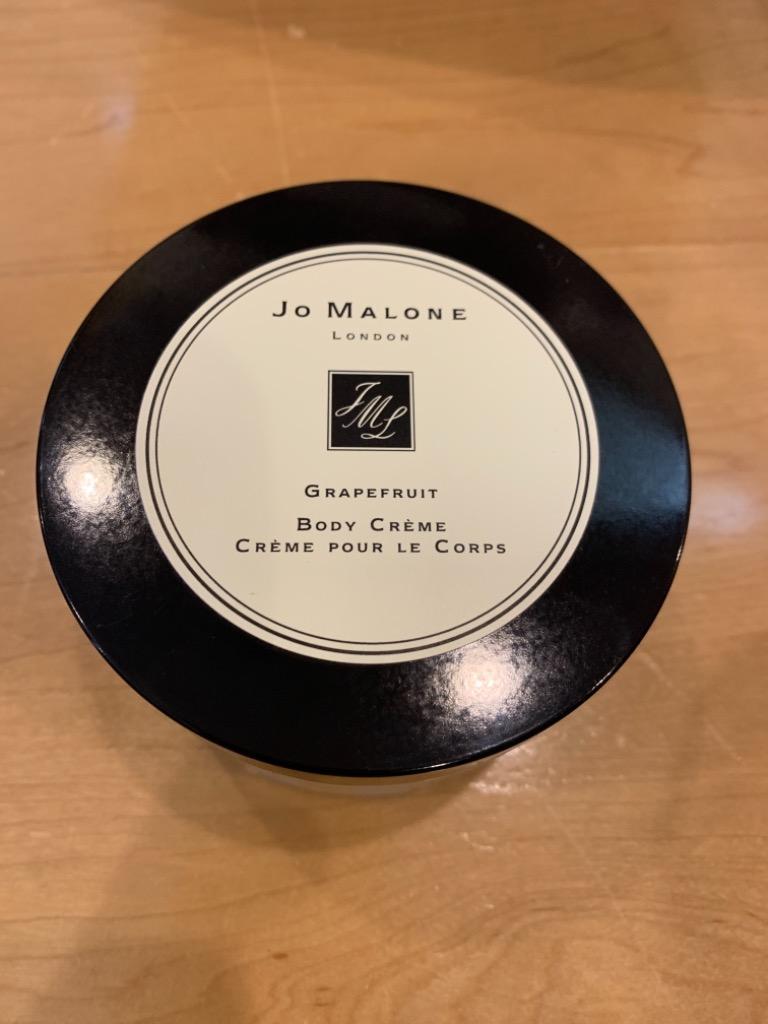 JO MALONE
LONDON
JML
GRAPEFRUIT
BODY CRÈME
CRÈME POUR LE CORPS